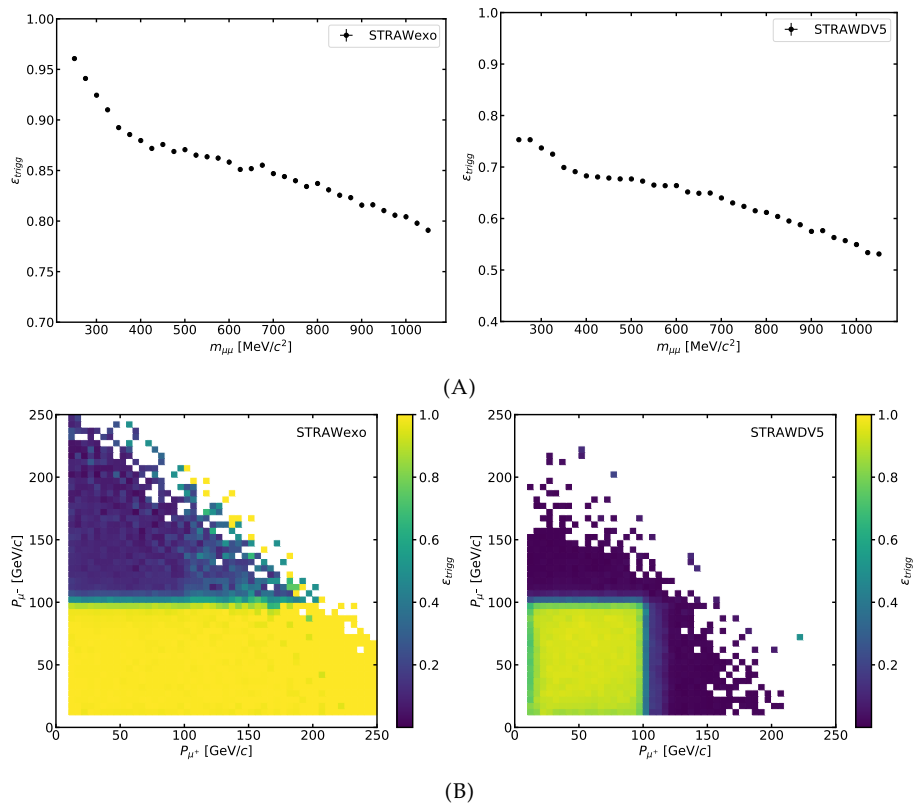 1.00
0.95
0.90
0.85
0.80
0.75
0.70
ε_trigg
STRAWexo
300 400 500 600 700 800 900 1000
m_μμ [MeV/c²]
1.0
0.9
0.8
0.7
0.6
0.5
0.4
ε_trigg
STRAWDV5
300 400 500 600 700 800 900 1000
m_μμ [MeV/c²]
(A)
250
200
150
100
50
0
P_μ⁻ [GeV/c]
STRAWexo
0 50 100 150 200 250
P_μ⁺ [GeV/c]
1.0
0.8
0.6
0.4
0.2
ε_trigg
250
200
150
100
50
0
P_μ⁻ [GeV/c]
STRAWDV5
0 50 100 150 200 250
P_μ⁺ [GeV/c]
1.0
0.8
0.6
0.4
0.2
ε_trigg
(B)